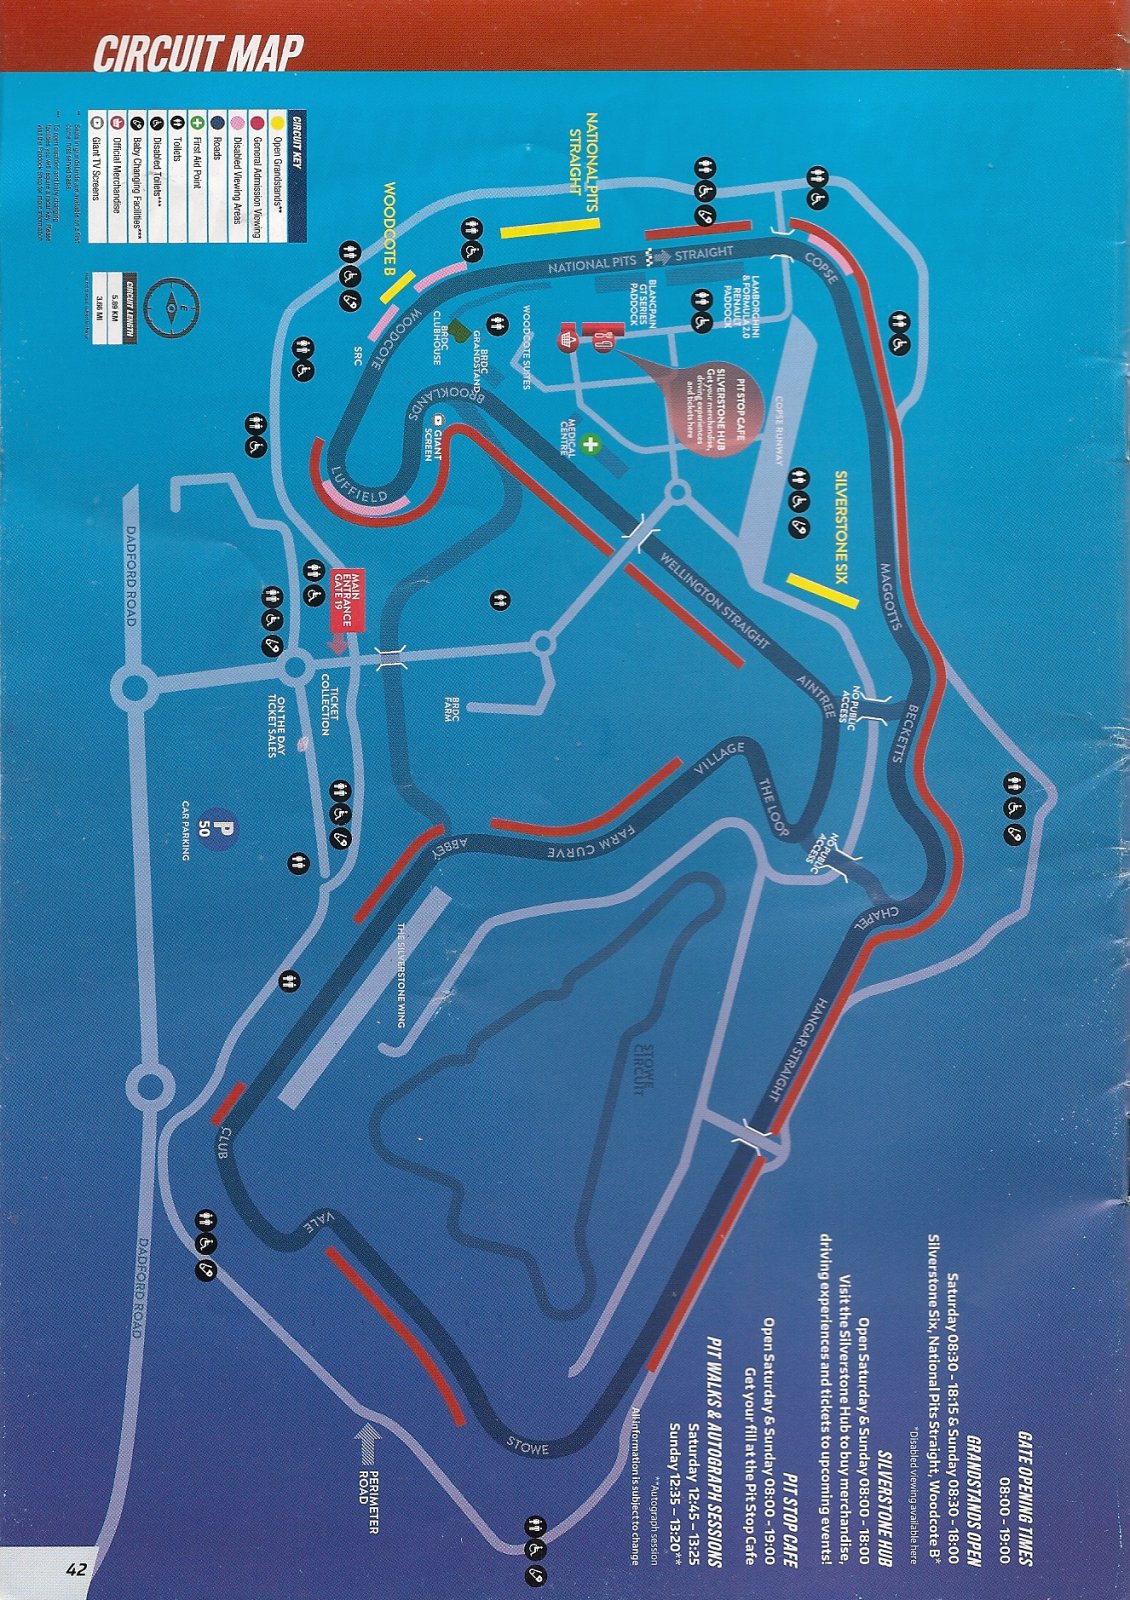 CIRCUIT MAP
CIRCUIT KEY
Open Grandstands**
General Admission Viewing
Disabled Viewing Areas
Roads
First Aid Point
Toilets
Disabled Toilets***
Baby Changing Facilities***
Official Merchandise
Giant TV Screens
CIRCUIT LENGTH
5.89 KM
3.66 MI
E
NATIONAL PITS
STRAIGHT
WOODCOTE B
SILVERSTONE SIX
NATIONAL PITS
STRAIGHT
COPSE
MAGGOTTS
BECKETTS
CHAPEL
HANGAR STRAIGHT
STOWE
VALE
CLUB
ABBEY
FARM CURVE
VILLAGE
THE LOOP
AINTREE
WELLINGTON STRAIGHT
BROOKLANDS
LUFFIELD
WOODCOTE
SRC
BRDC
CLUBHOUSE
BRDC
GRANDSTAND
WOODCOTE SUITES
BLANCPAIN
GT SERIES
PADDOCK
LAMBORGHINI
& FORMULA 2.0
RENAULT
PADDOCK
PIT STOP CAFE
SILVERSTONE HUB
Get your merchandise,
driving experiences
and tickets here
COPSE RUNWAY
MEDICAL
CENTRE
GIANT
SCREEN
NO PUBLIC
ACCESS
NO PUBLIC
ACCESS
MAIN
ENTRANCE
GATE 19
TICKET
COLLECTION
ON THE DAY
TICKET SALES
BRDC
FARM
P
50
CAR PARKING
DADFORD ROAD
DADFORD ROAD
THE SILVERSTONE WING
STOWE
CIRCUIT
PERIMETER
ROAD
GATE OPENING TIMES
08:00 - 19:00
GRANDSTANDS OPEN
Saturday 08:30 - 18:15 & Sunday 08:30 - 18:00
Silverstone Six, National Pits Straight, Woodcote B*
*Disabled viewing available here
SILVERSTONE HUB
Open Saturday & Sunday 08:00 - 18:00
Visit the Silverstone Hub to buy merchandise,
driving experiences and tickets to upcoming events!
PIT STOP CAFE
Open Saturday & Sunday 08:00 - 19:00
Get your fill at the Pit Stop Cafe
PIT WALKS & AUTOGRAPH SESSIONS
Saturday 12:45 – 13:25
Sunday 12:35 – 13:20**
**Autograph session
All information is subject to change
42